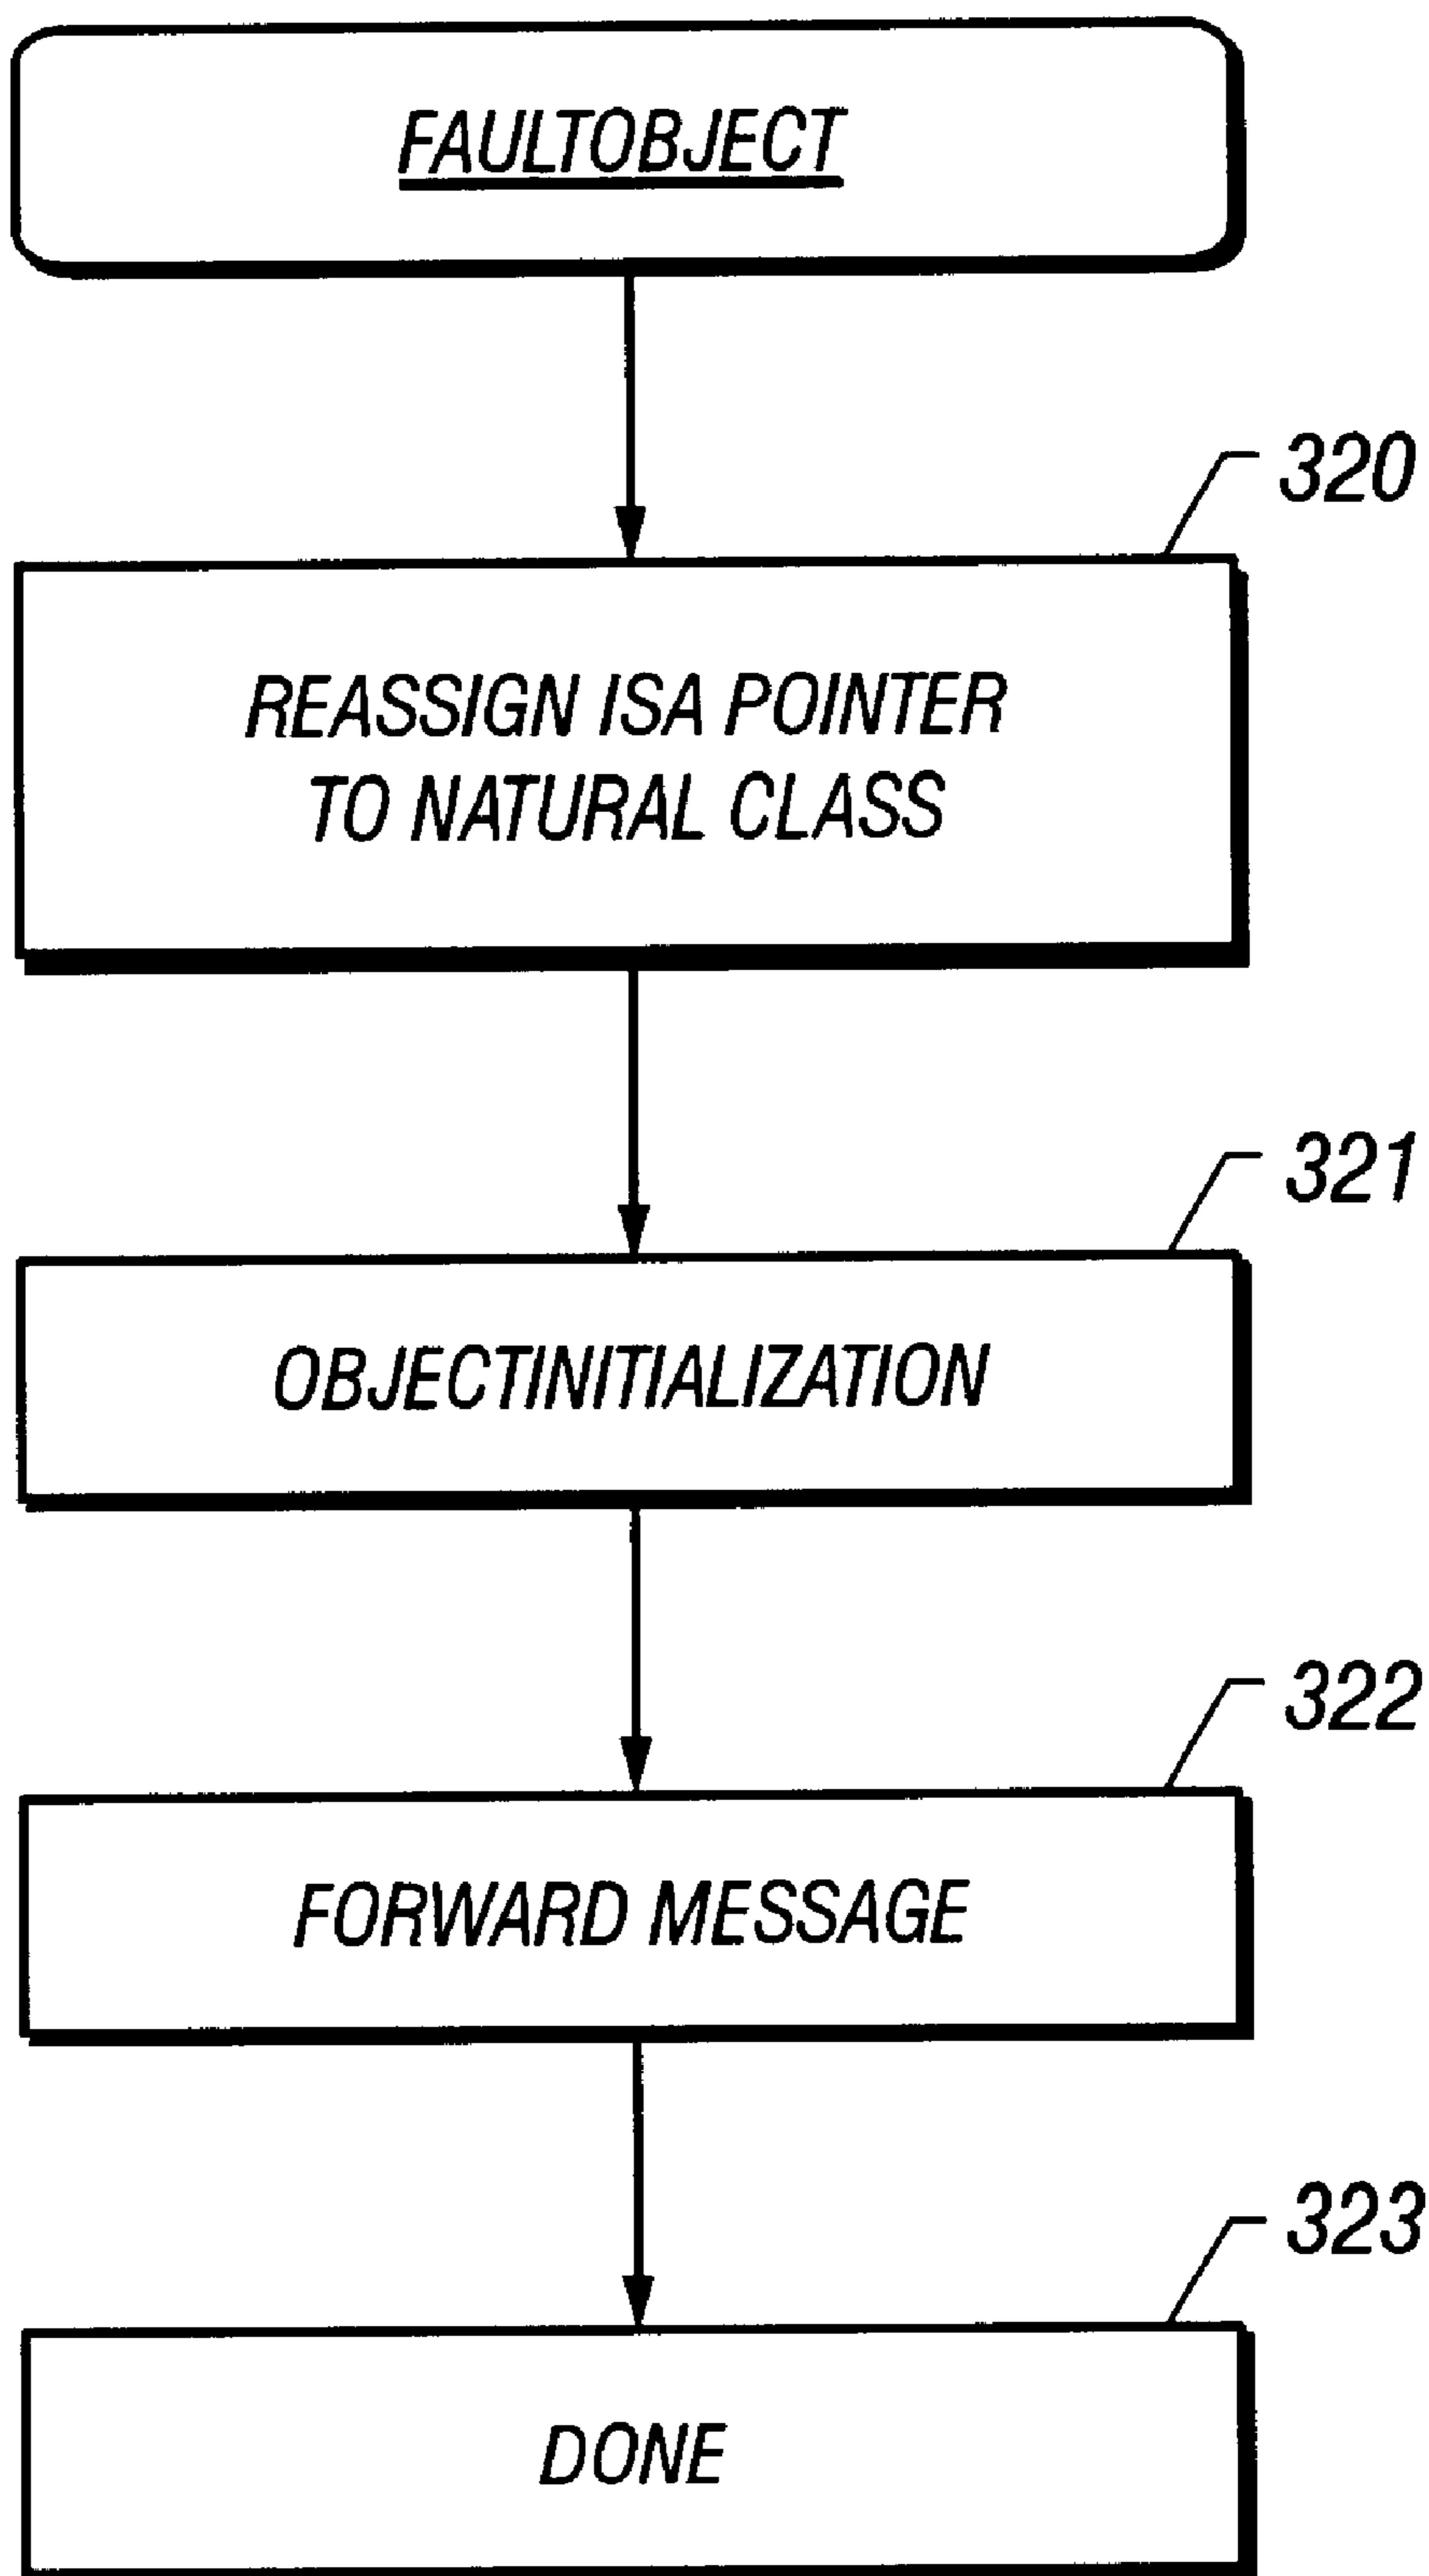 FAULTOBJECT
320
REASSIGN ISA POINTER
TO NATURAL CLASS
321
OBJECTINITIALIZATION
322
FORWARD MESSAGE
323
DONE